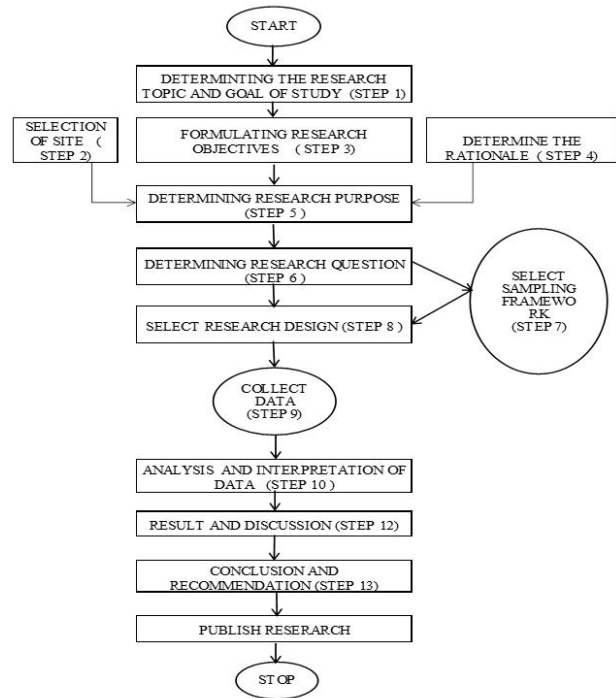 START
DETERMINTING THE RESEARCH
TOPIC AND GOAL OF STUDY (STEP 1)
SELECTION
OF SITE (
STEP 2)
FORMULATING RESEARCH
OBJECTIVES ( STEP 3)
DETERMINE THE
RATIONALE ( STEP 4)
DETERMINING RESEARCH PURPOSE
(STEP 5 )
DETERMINING RESEARCH QUESTION
(STEP 6 )
SELECT
SAMPLING
FRAMEWO
RK
(STEP 7)
SELECT RESEARCH DESIGN (STEP 8 )
COLLECT
DATA
(STEP 9)
ANALYSIS AND INTERPRETATION OF
DATA (STEP 10 )
RESULT AND DISCUSSION (STEP 12)
CONCLUSION AND
RECOMMENDATION (STEP 13)
PUBLISH RESERARCH
STOP